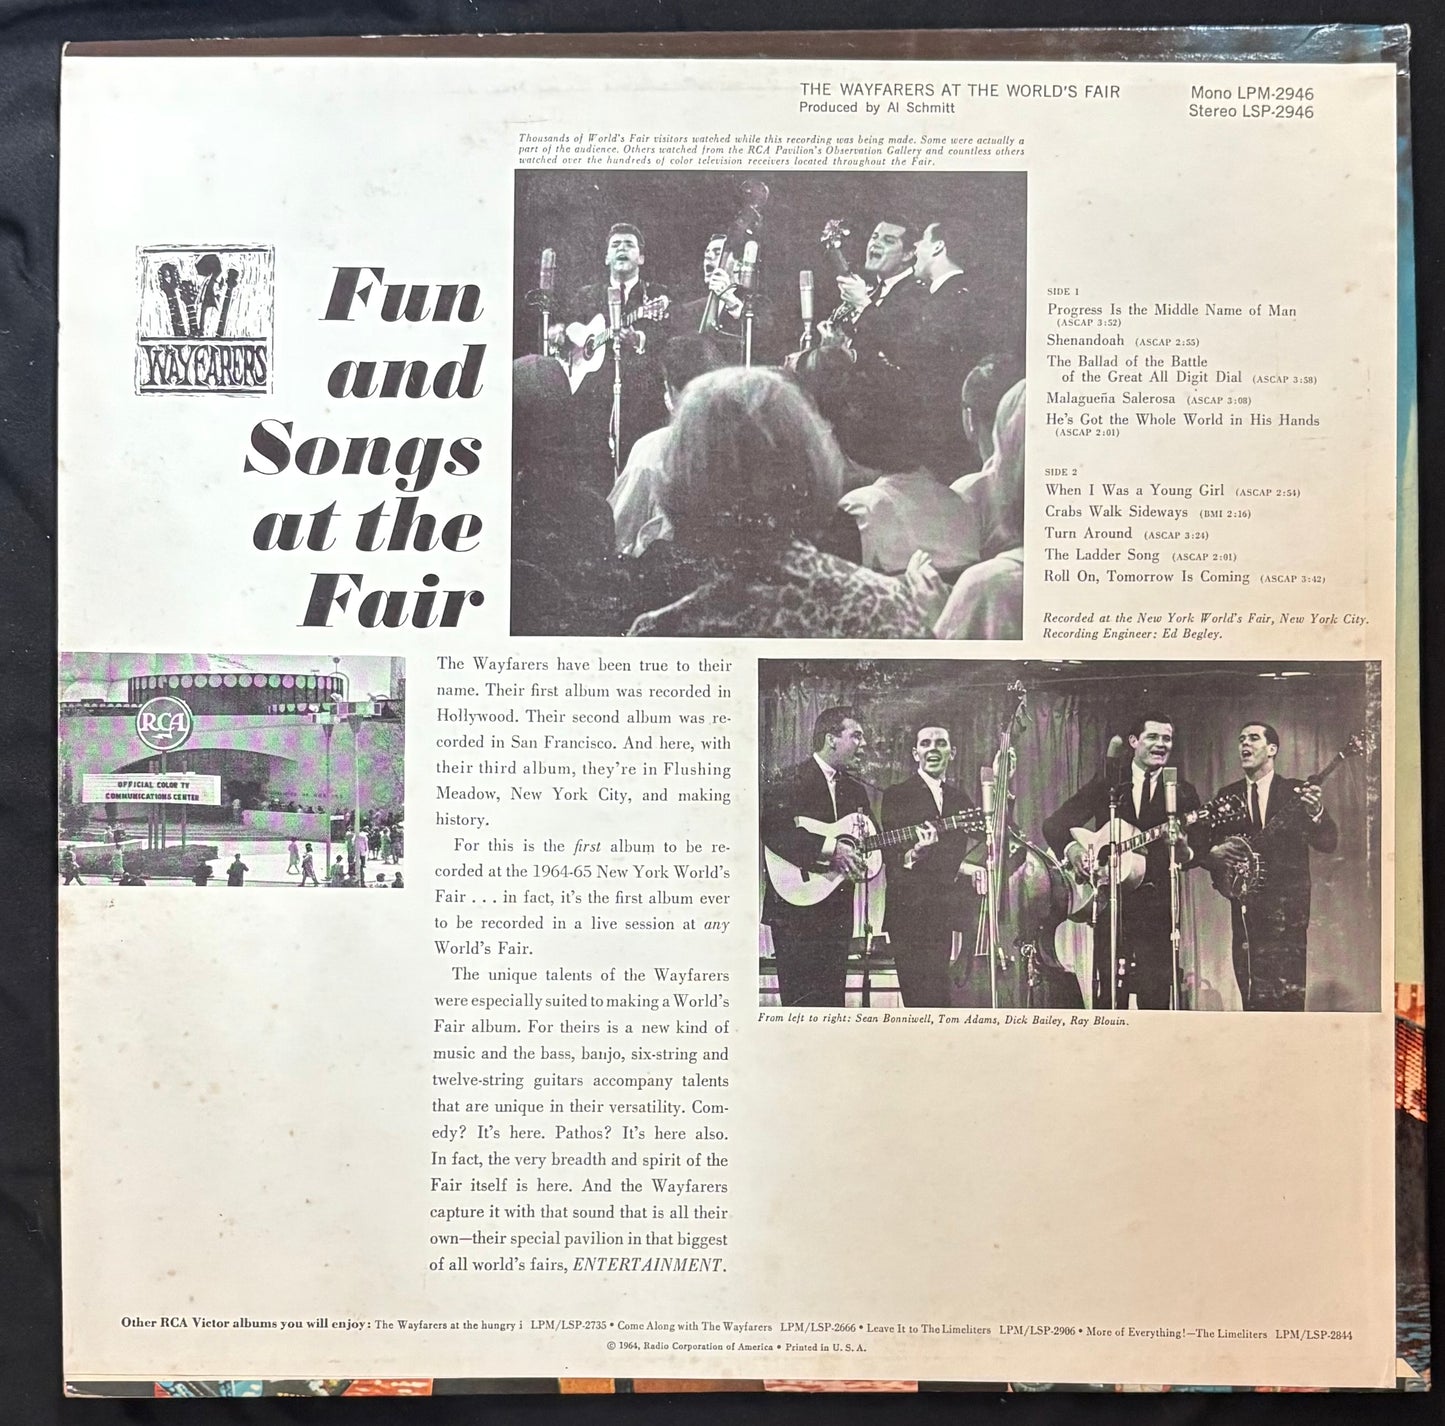 THE WAYFARERS AT THE WORLD'S FAIR
Produced by Al Schmitt
Mono LPM-2946
Stereo LSP-2946
Thousands of World's Fair visitors watched while this recording was being made. Some were actually a
part of the audience. Others watched from the RCA Pavilion's Observation Gallery and countless others
watched over the hundreds of color television receivers located throughout the Fair.
WAYFARERS
Fun
and
Songs
at the
Fair
SIDE 1
Progress Is the Middle Name of Man
(ASCAP 3:52)
Shenandoah (ASCAP 2:55)
The Ballad of the Battle
of the Great All Digit Dial (ASCAP 3:58)
Malagueña Salerosa (ASCAP 3:08)
He's Got the Whole World in His Hands
(ASCAP 2:01)
SIDE 2
When I Was a Young Girl (ASCAP 2:54)
Crabs Walk Sideways (BMI 2:16)
Turn Around (ASCAP 3:24)
The Ladder Song (ASCAP 2:01)
Roll On, Tomorrow Is Coming (ASCAP 3:42)
Recorded at the New York World's Fair, New York City.
Recording Engineer: Ed Begley.
RCA
OFFICIAL COLOR TV
COMMUNICATIONS CENTER
The Wayfarers have been true to their
name. Their first album was recorded in
Hollywood. Their second album was re-
corded in San Francisco. And here, with
their third album, they're in Flushing
Meadow, New York City, and making
history.
For this is the first album to be re-
corded at the 1964-65 New York World's
Fair . . . in fact, it's the first album ever
to be recorded in a live session at any
World's Fair.
The unique talents of the Wayfarers
were especially suited to making a World's
Fair album. For theirs is a new kind of
music and the bass, banjo, six-string and
twelve-string guitars accompany talents
that are unique in their versatility. Com-
edy? It's here. Pathos? It's here also.
In fact, the very breadth and spirit of the
Fair itself is here. And the Wayfarers
capture it with that sound that is all their
own—their special pavilion in that biggest
of all world's fairs, ENTERTAINMENT.
From left to right: Sean Bonniwell, Tom Adams, Dick Bailey, Ray Blouin.
Other RCA Victor albums you will enjoy: The Wayfarers at the hungry i LPM/LSP-2735 • Come Along with The Wayfarers LPM/LSP-2666 • Leave It to The Limeliters LPM/LSP-2906 • More of Everything!—The Limeliters LPM/LSP-2844
© 1964, Radio Corporation of America • Printed in U. S. A.